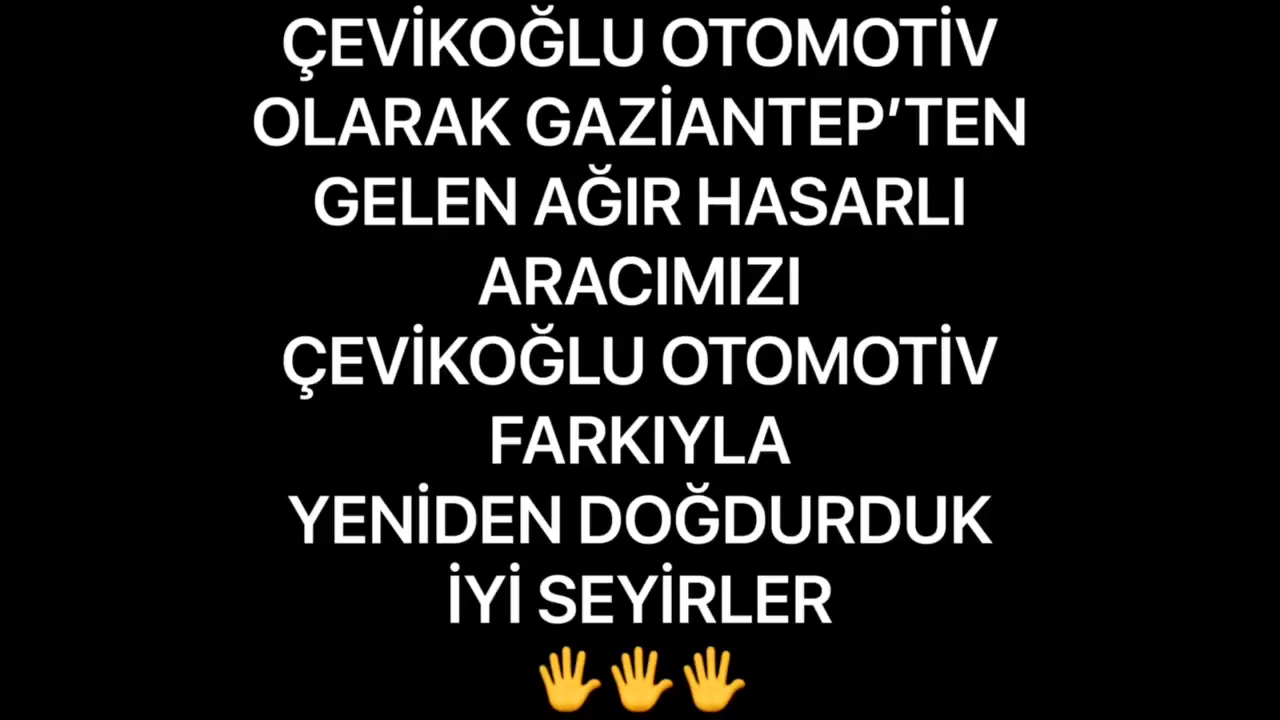 ÇEVİKOĞLU OTOMOTİV
OLARAK GAZİANTEP’TEN
GELEN AĞIR HASARLI
ARACIMIZI
ÇEVİKOĞLU OTOMOTİV
FARKIYLA
YENİDEN DOĞDURDUK
İYİ SEYİRLER
🖐🖐🖐